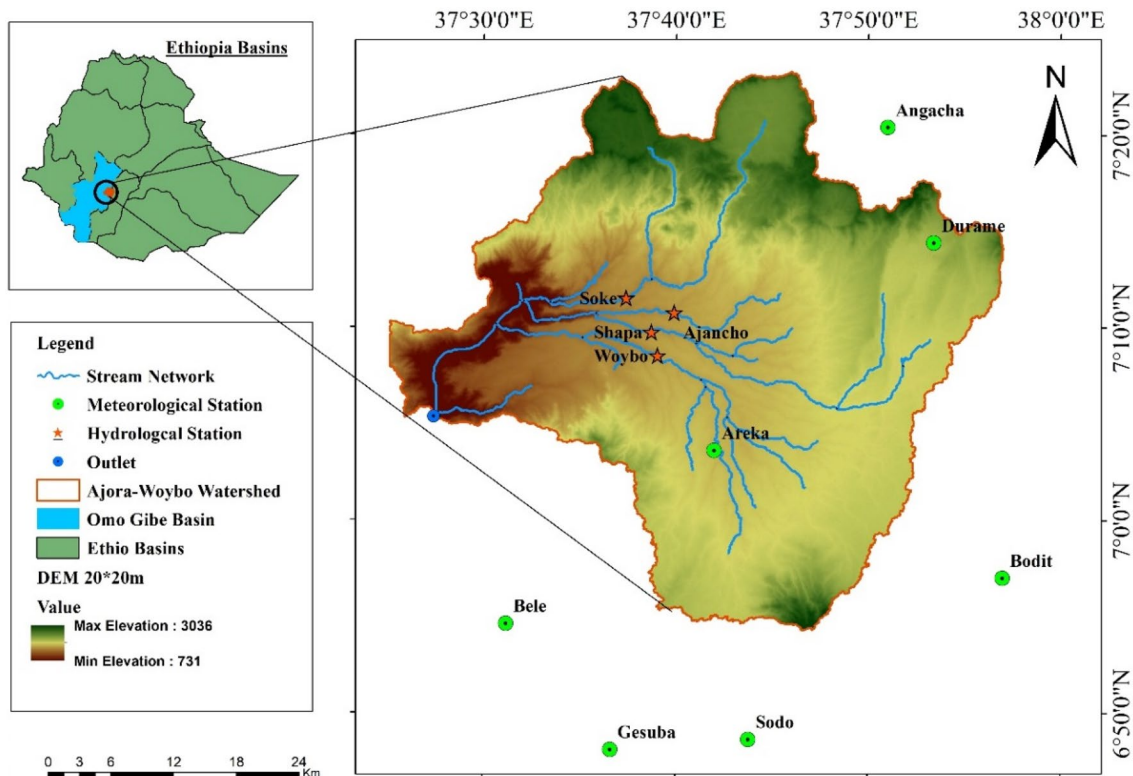 37°30'0"E 37°40'0"E 37°50'0"E 38°0'0"E
Ethiopia Basins
N
Angacha
7°20'0"N
Durame
Soke
7°10'0"N
Shapa Ajancho
Woybo
Legend
Stream Network
Meteorological Station
Hydrologcal Station
Outlet
Ajora-Woybo Watershed
Omo Gibe Basin
Ethio Basins
DEM 20*20m
Value
Max Elevation : 3036
Min Elevation : 731
Areka
7°0'0"N
Bodit
Bele
6°50'0"N
Gesuba
Sodo
0 3 6 12 18 24
Km